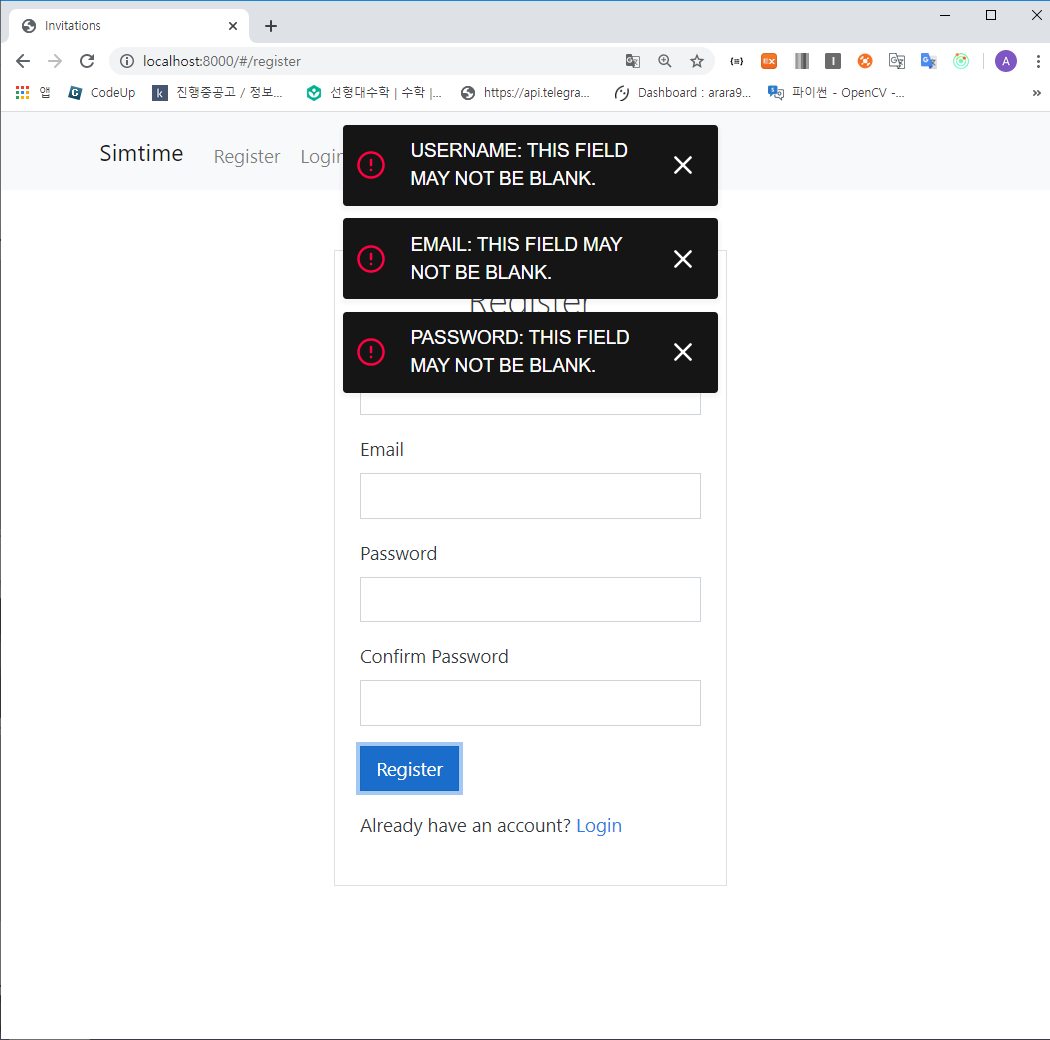 Invitations
localhost:8000/#/register
앱
CodeUp
진행중공고 / 정보...
선형대수학 | 수학 |...
https://api.telegra...
Dashboard : arara9...
파이썬 - OpenCV -...
Simtime
Register
Login
USERNAME: THIS FIELD
MAY NOT BE BLANK.
EMAIL: THIS FIELD MAY
NOT BE BLANK.
Register
PASSWORD: THIS FIELD
MAY NOT BE BLANK.
Email
Password
Confirm Password
Register
Already have an account? Login